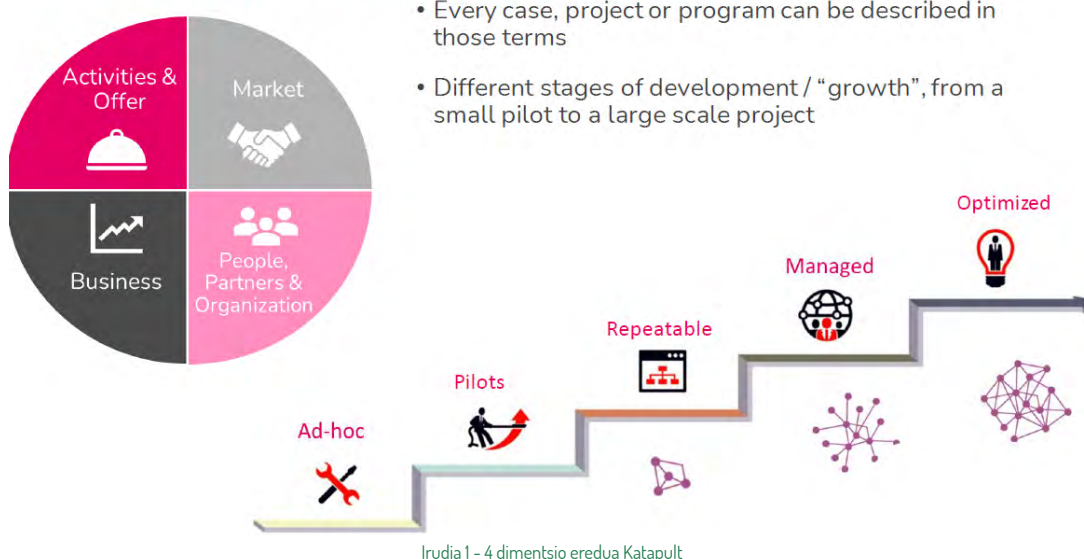 • Every case, project or program can be described in
those terms
• Different stages of development / “growth”, from a
small pilot to a large scale project
Activities &
Offer
Market
Business
People,
Partners &
Organization
Optimized
Managed
Repeatable
Pilots
Ad-hoc
Irudia 1 - 4 dimentsio eredua Katapult